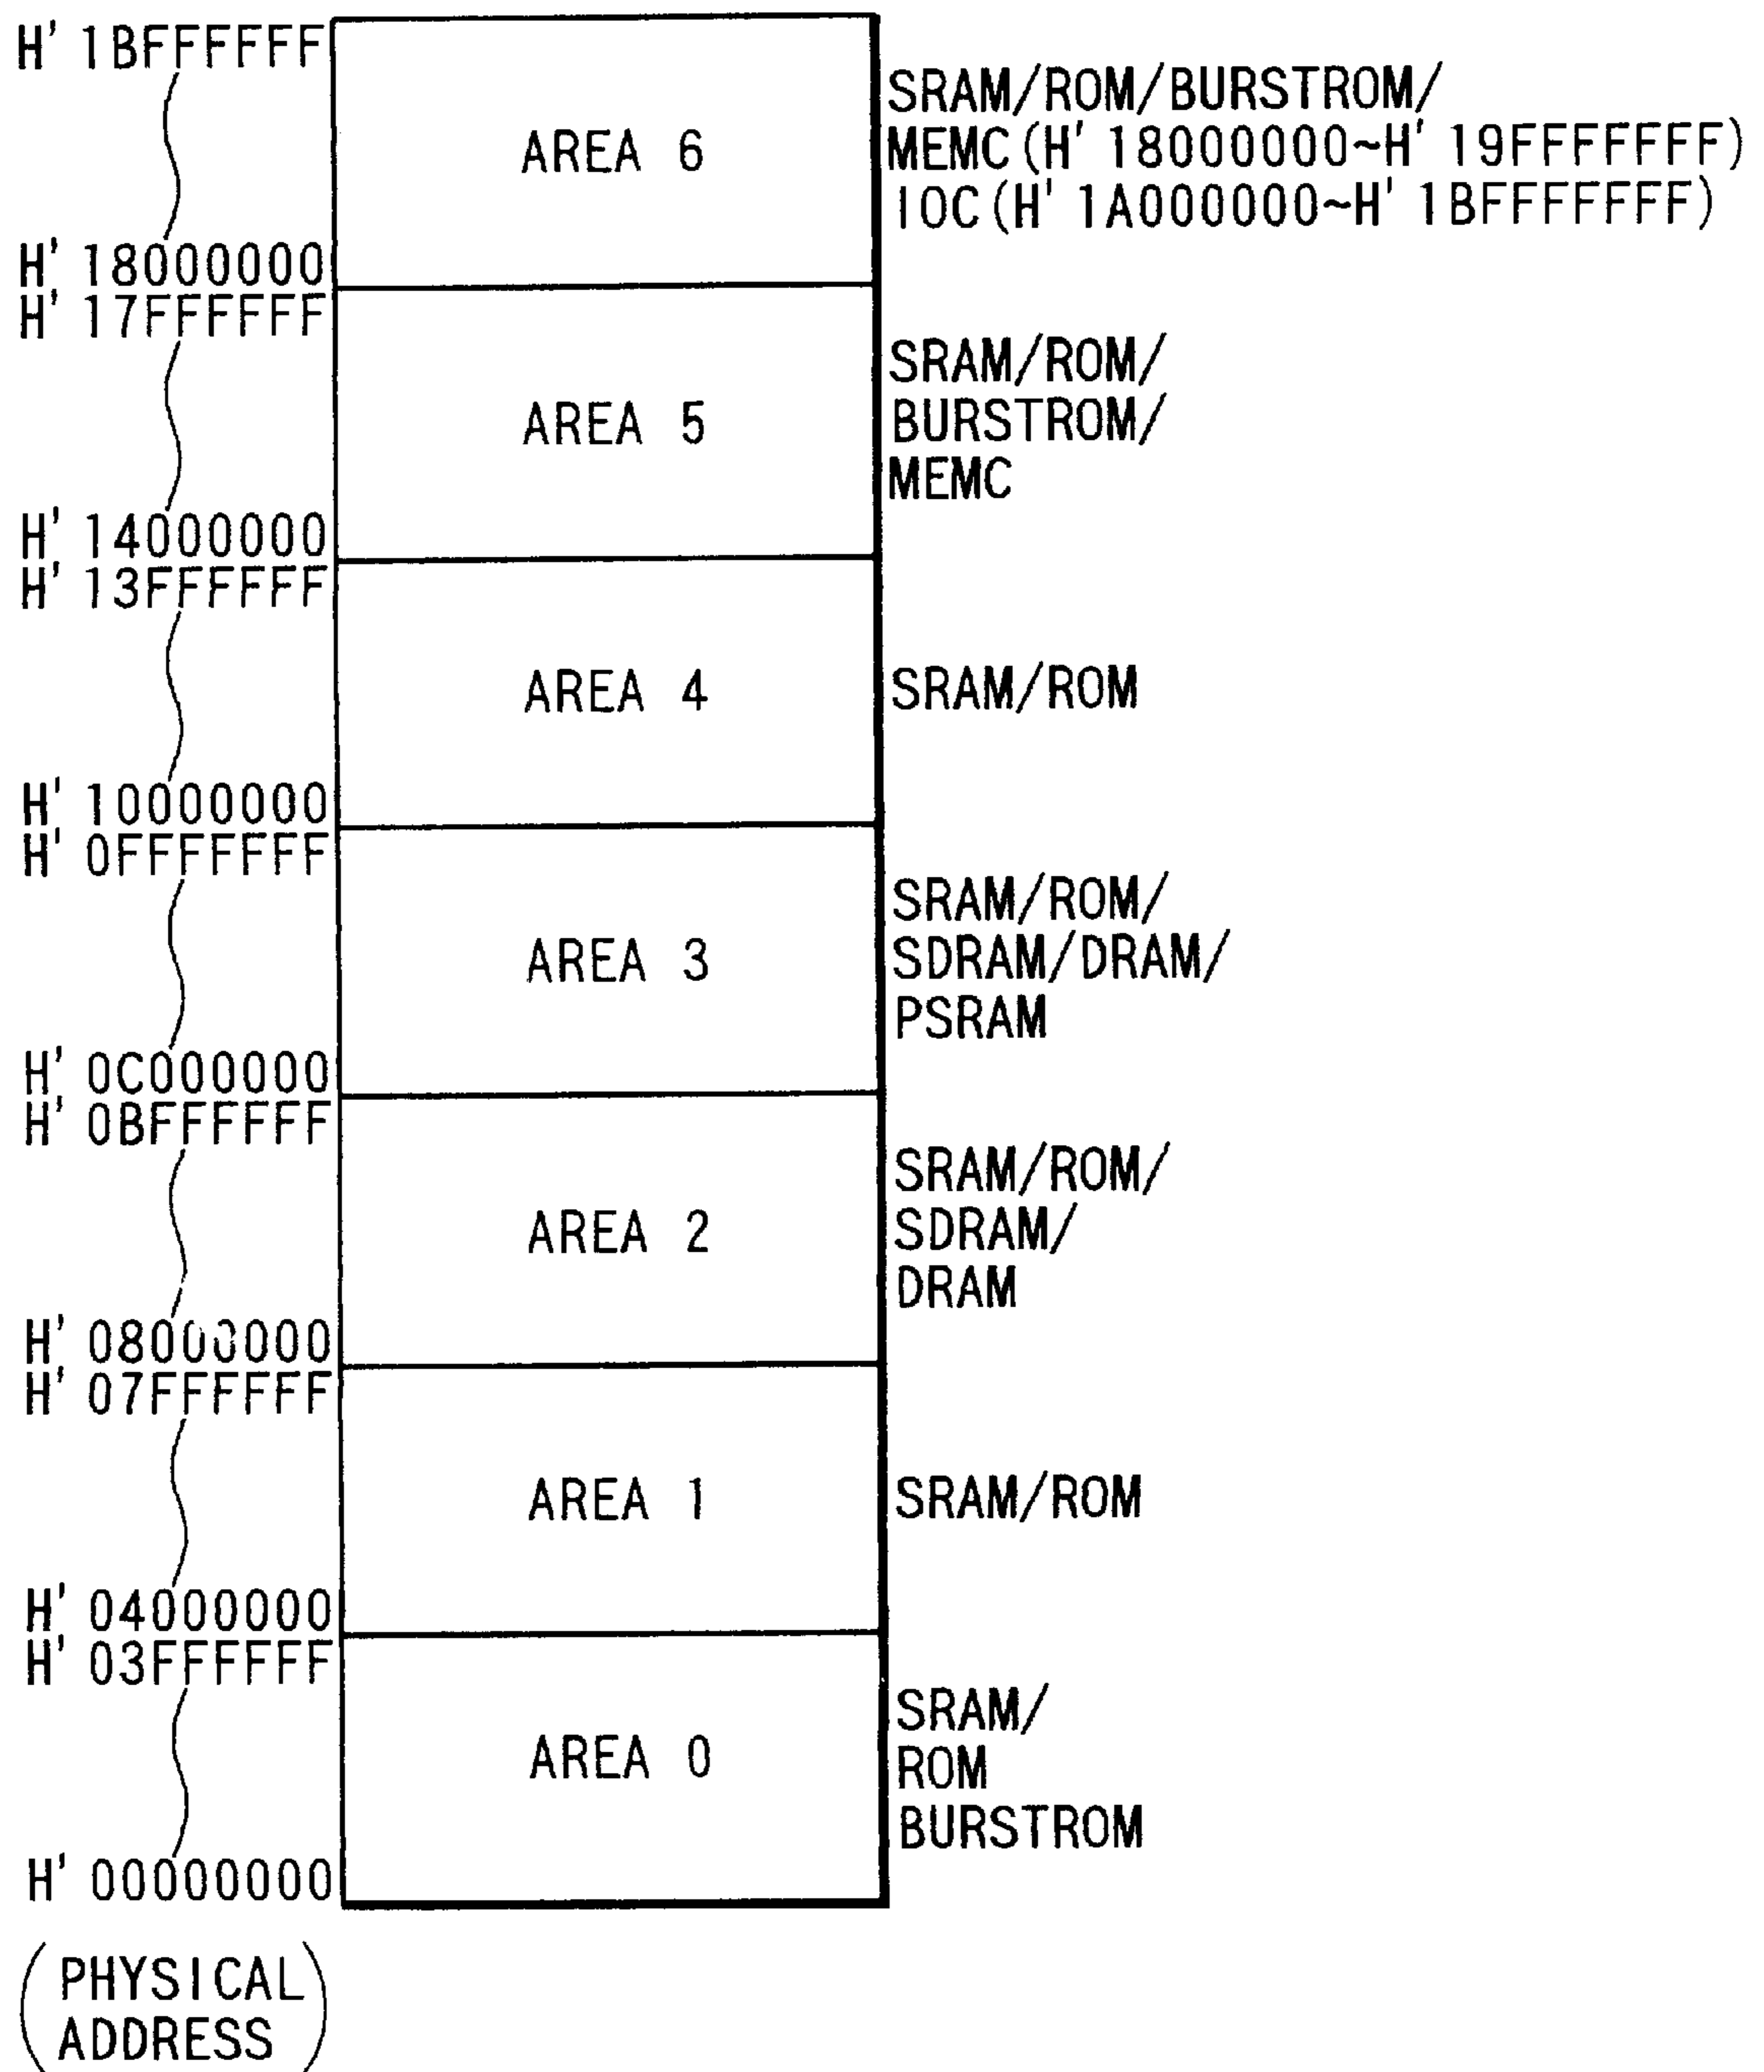 H' 1BFFFFFF
AREA 6
SRAM/ROM/BURSTROM/
MEMC(H' 18000000~H' 19FFFFFFF)
IOC(H' 1A000000~H' 1BFFFFFFF)
H' 18000000
H' 17FFFFFF
AREA 5
SRAM/ROM/
BURSTROM/
MEMC
H' 14000000
H' 13FFFFFF
AREA 4
SRAM/ROM
H' 10000000
H' 0FFFFFFF
AREA 3
SRAM/ROM/
SDRAM/DRAM/
PSRAM
H' 0C000000
H' 0BFFFFFF
AREA 2
SRAM/ROM/
SDRAM/
DRAM
H' 08000000
H' 07FFFFFF
AREA 1
SRAM/ROM
H' 04000000
H' 03FFFFFF
AREA 0
SRAM/
ROM
BURSTROM
H' 00000000
(PHYSICAL
ADDRESS)